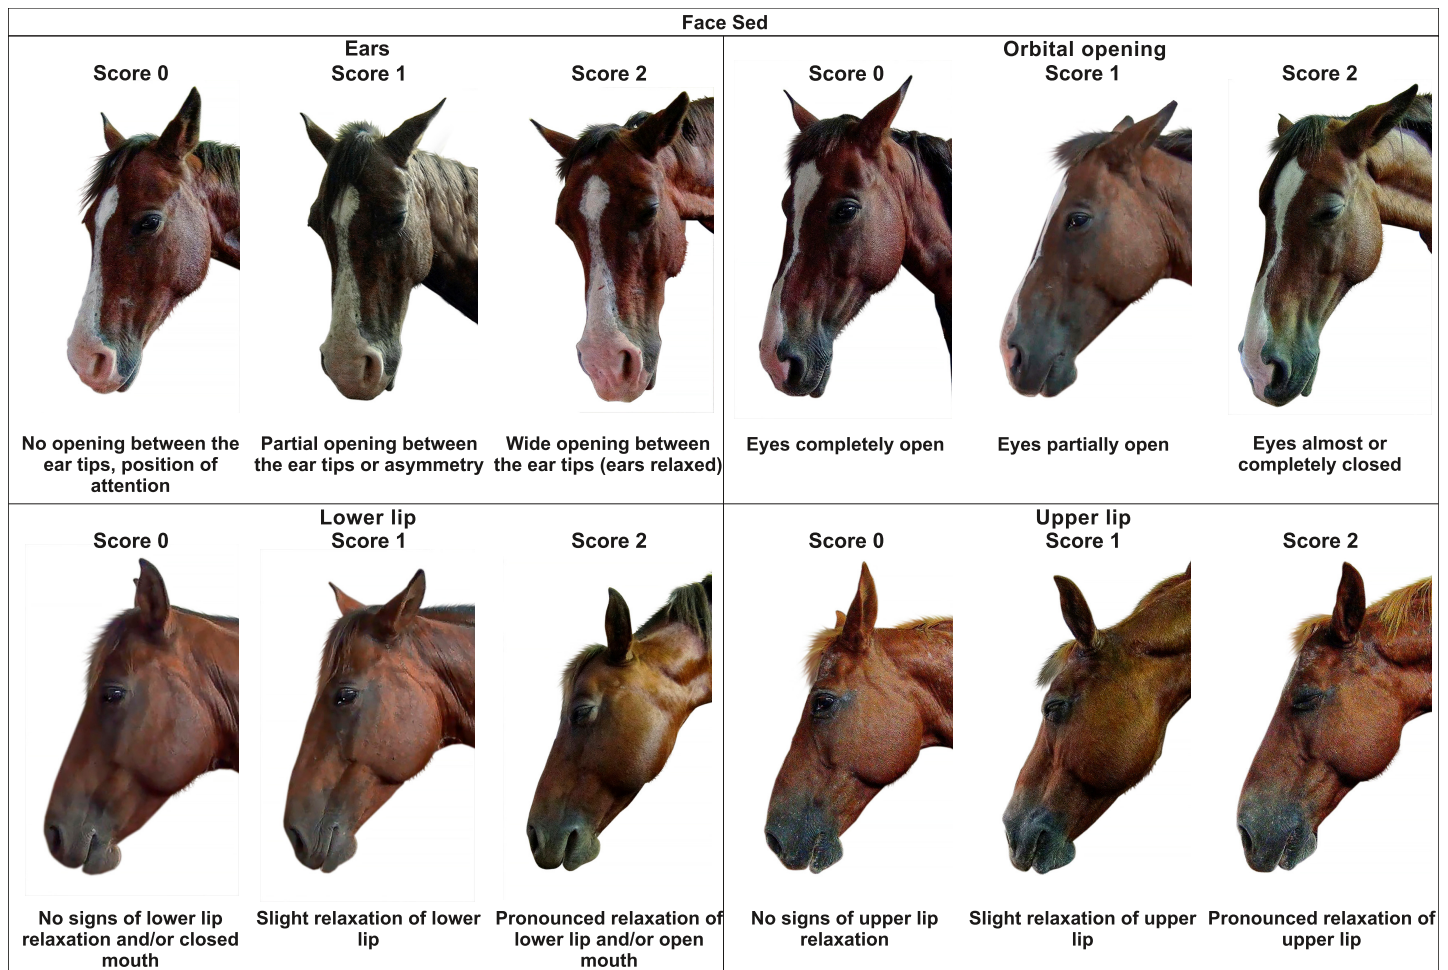 Face Sed
Ears
Score 0
Score 1
Score 2
No opening between the
ear tips, position of
attention
Partial opening between
the ear tips or asymmetry
Wide opening between
the ear tips (ears relaxed)
Orbital opening
Score 0
Score 1
Score 2
Eyes completely open
Eyes partially open
Eyes almost or
completely closed
Lower lip
Score 0
Score 1
Score 2
No signs of lower lip
relaxation and/or closed
mouth
Slight relaxation of lower
lip
Pronounced relaxation of
lower lip and/or open
mouth
Upper lip
Score 0
Score 1
Score 2
No signs of upper lip
relaxation
Slight relaxation of upper
lip
Pronounced relaxation of
upper lip